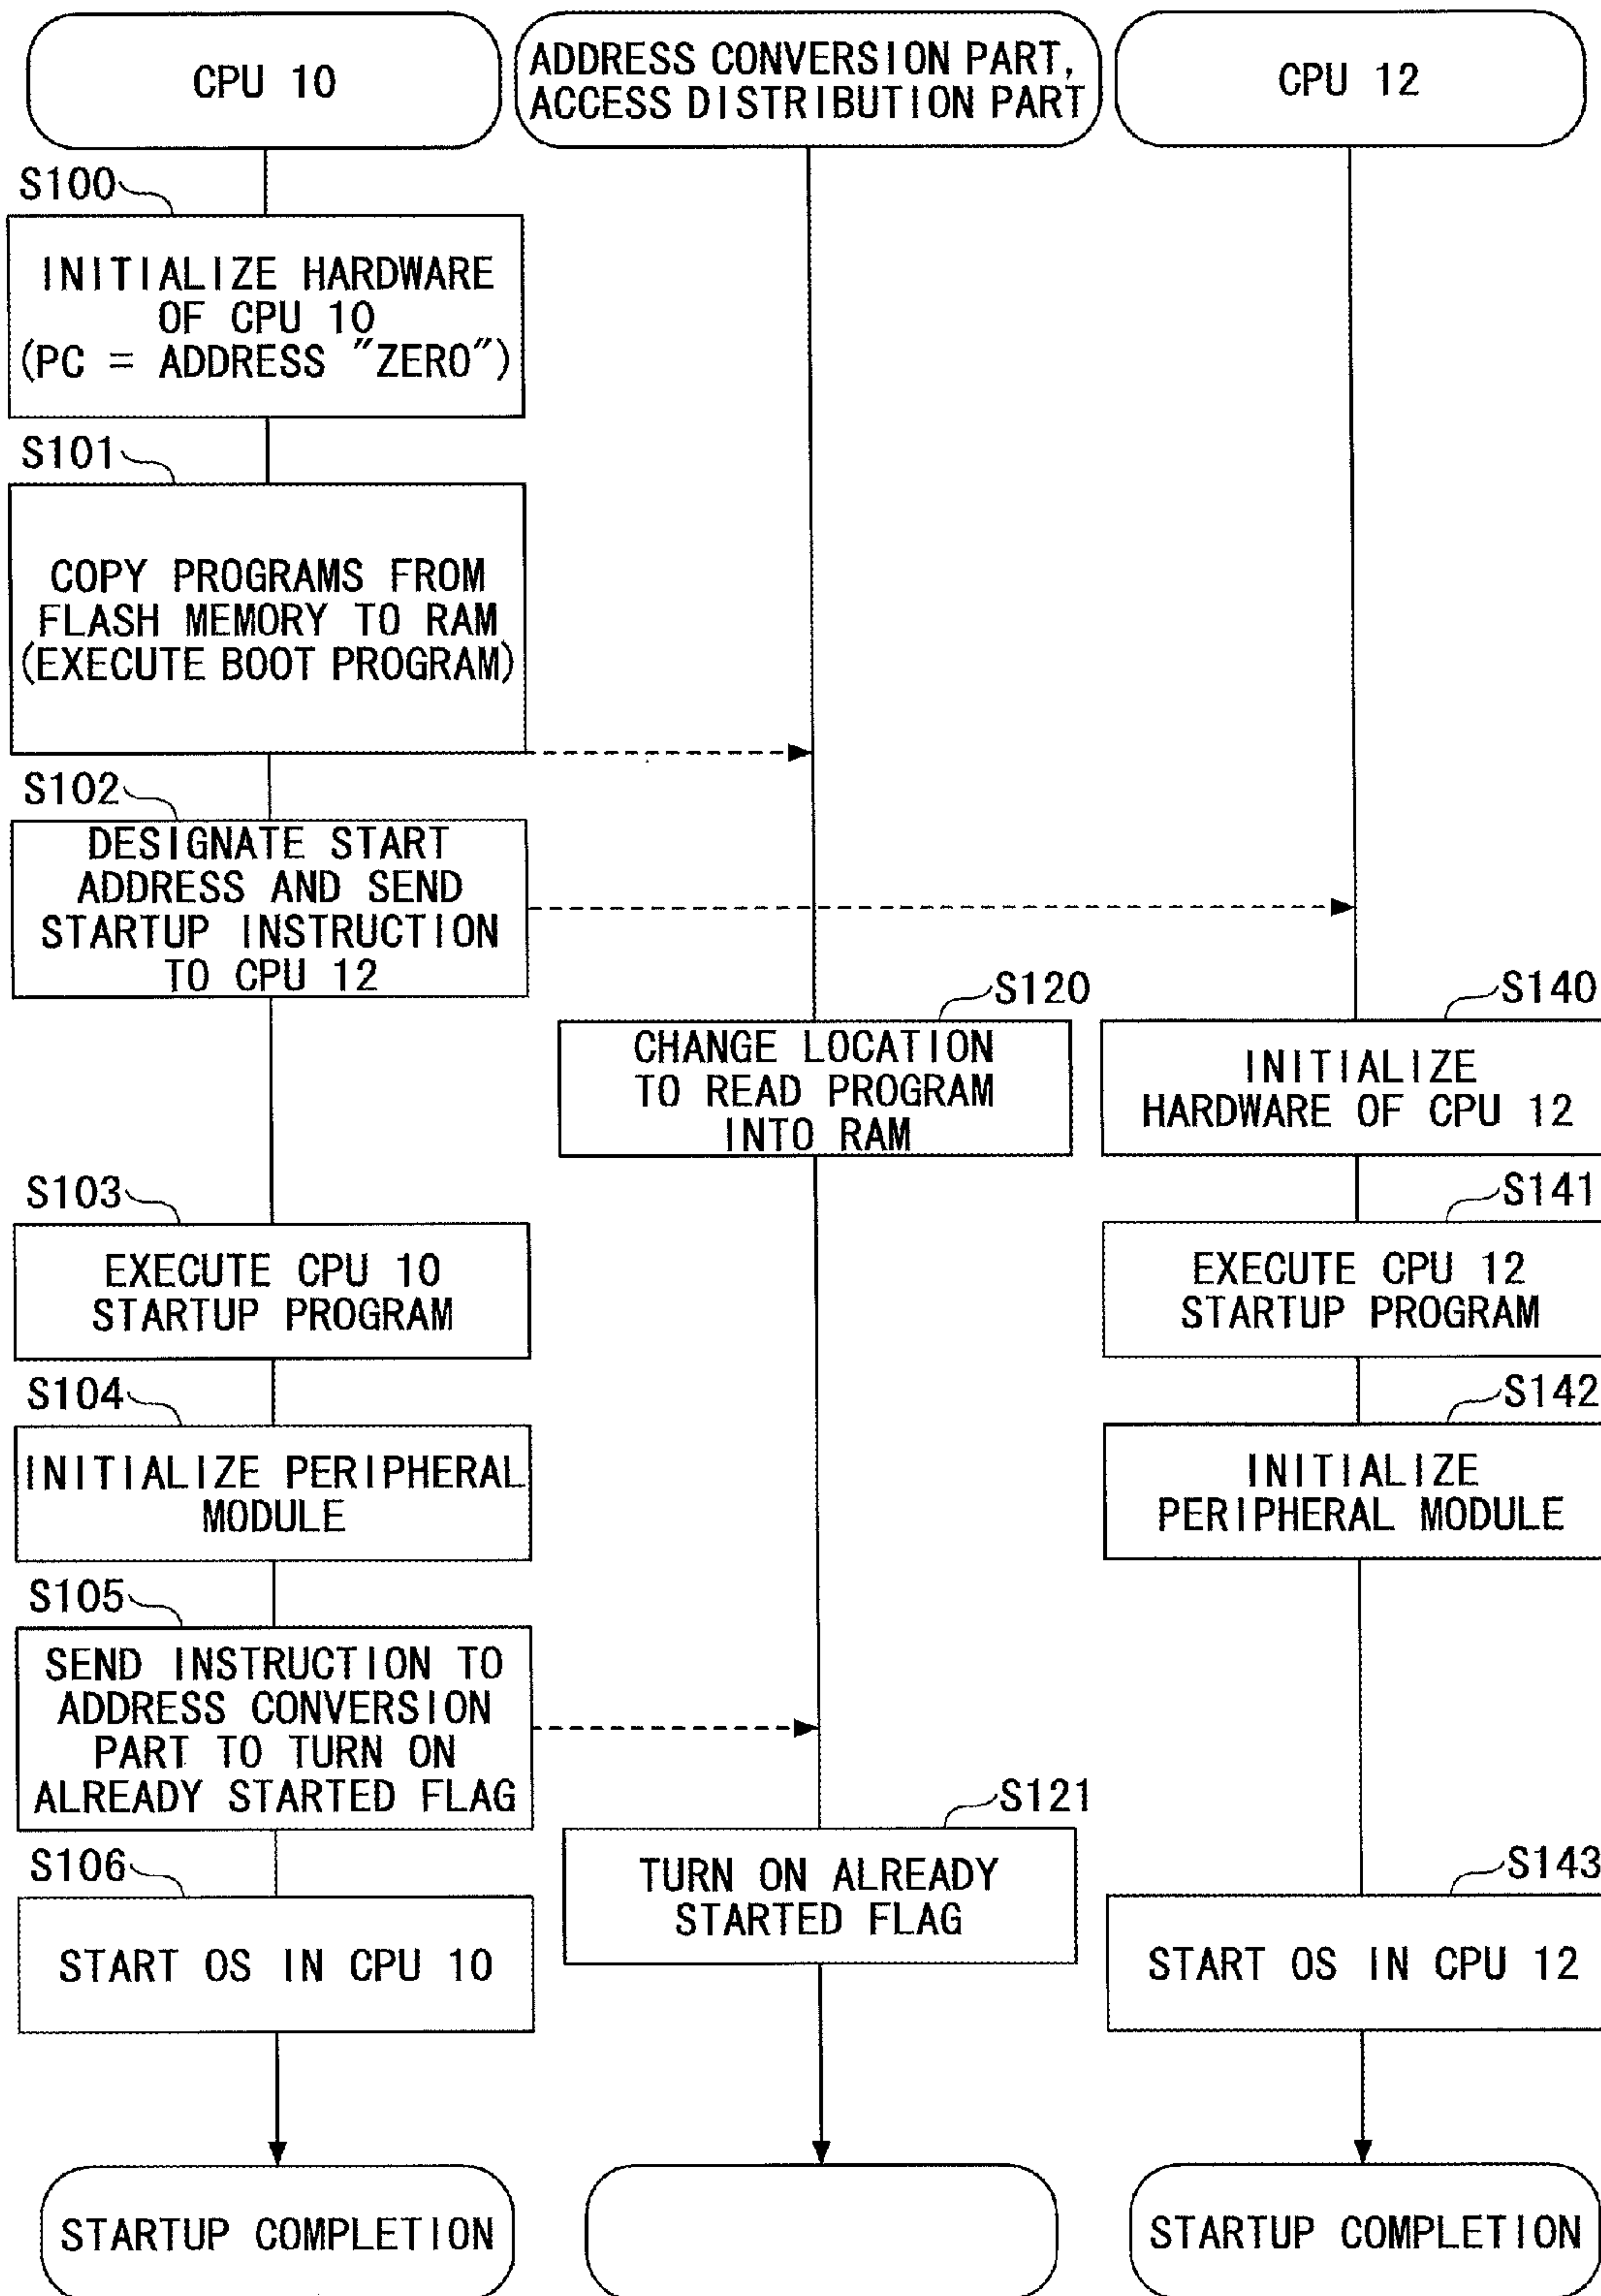 CPU 10
ADDRESS CONVERSION PART,
ACCESS DISTRIBUTION PART
CPU 12
S100
INITIALIZE HARDWARE
OF CPU 10
(PC = ADDRESS "ZERO")
S101
COPY PROGRAMS FROM
FLASH MEMORY TO RAM
(EXECUTE BOOT PROGRAM)
S102
DESIGNATE START
ADDRESS AND SEND
STARTUP INSTRUCTION
TO CPU 12
S120
CHANGE LOCATION
TO READ PROGRAM
INTO RAM
S140
INITIALIZE
HARDWARE OF CPU 12
S103
EXECUTE CPU 10
STARTUP PROGRAM
S141
EXECUTE CPU 12
STARTUP PROGRAM
S104
INITIALIZE PERIPHERAL
MODULE
S142
INITIALIZE
PERIPHERAL MODULE
S105
SEND INSTRUCTION TO
ADDRESS CONVERSION
PART TO TURN ON
ALREADY STARTED FLAG
S121
TURN ON ALREADY
STARTED FLAG
S106
START OS IN CPU 10
S143
START OS IN CPU 12
STARTUP COMPLETION
STARTUP COMPLETION